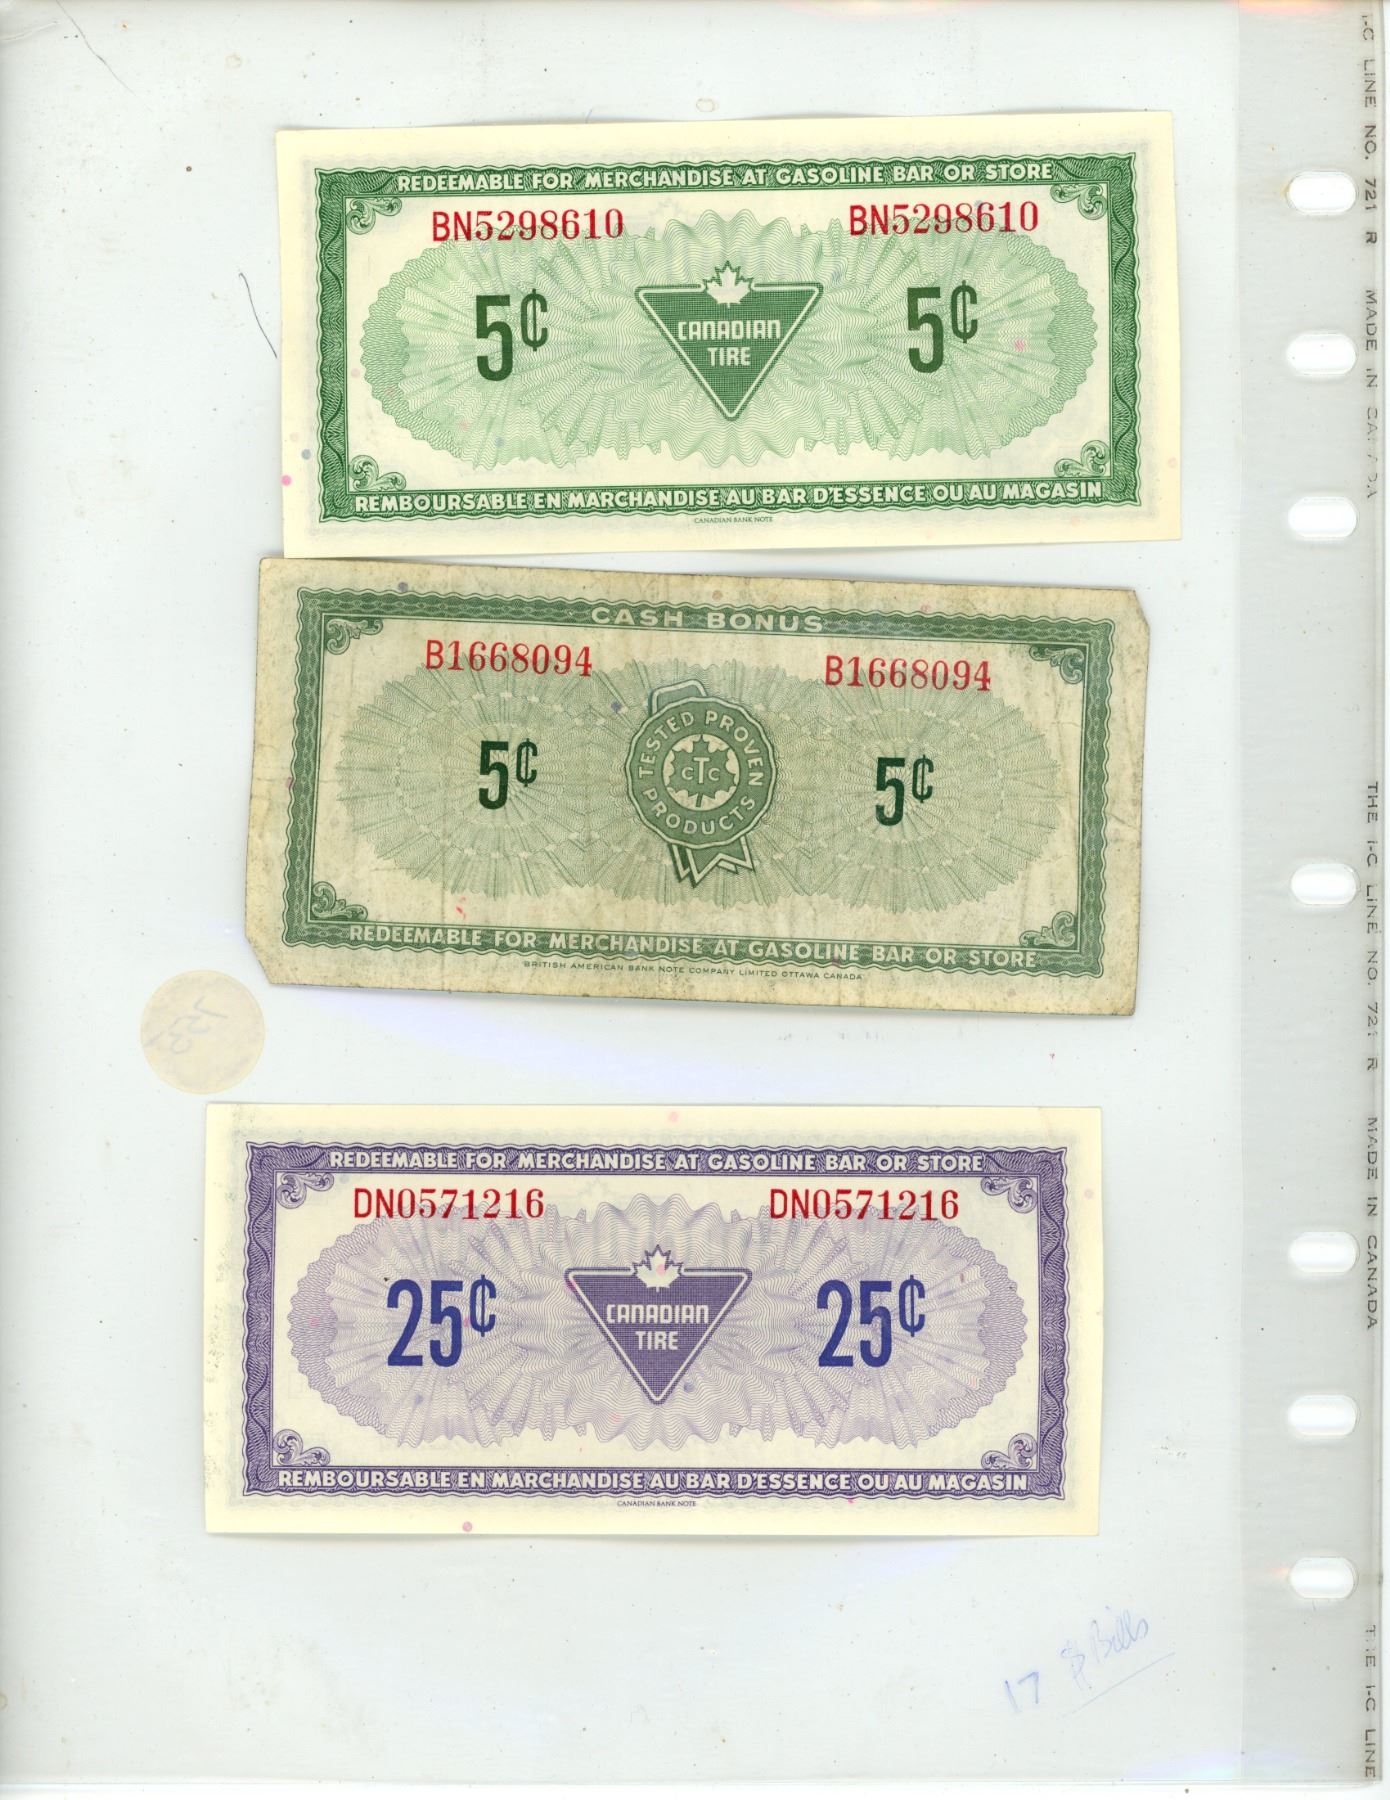 REDEEMABLE FOR MERCHANDISE AT GASOLINE BAR OR STORE
BN5298610 BN5298610
5¢ 5¢
CANADIAN
TIRE
REMBOURSABLE EN MARCHANDISE AU BAR D'ESSENCE OU AU MAGASIN
CANADIAN BANK NOTE
CASH BONUS
B1668094 B1668094
5¢ 5¢
TESTED PROVEN
CTC
PRODUCTS
REDEEMABLE FOR MERCHANDISE AT GASOLINE BAR OR STORE
BRITISH AMERICAN BANK NOTE COMPANY LIMITED OTTAWA CANADA
REDEEMABLE FOR MERCHANDISE AT GASOLINE BAR OR STORE
DN0571216 DN0571216
25¢ 25¢
CANADIAN
TIRE
REMBOURSABLE EN MARCHANDISE AU BAR D'ESSENCE OU AU MAGASIN
CANADIAN BANK NOTE
17 $ Bills
I-C LINE NO. 721 R MADE IN CANADA THE I-C LINE NO. 721 R MADE IN CANADA THE I-C LINE